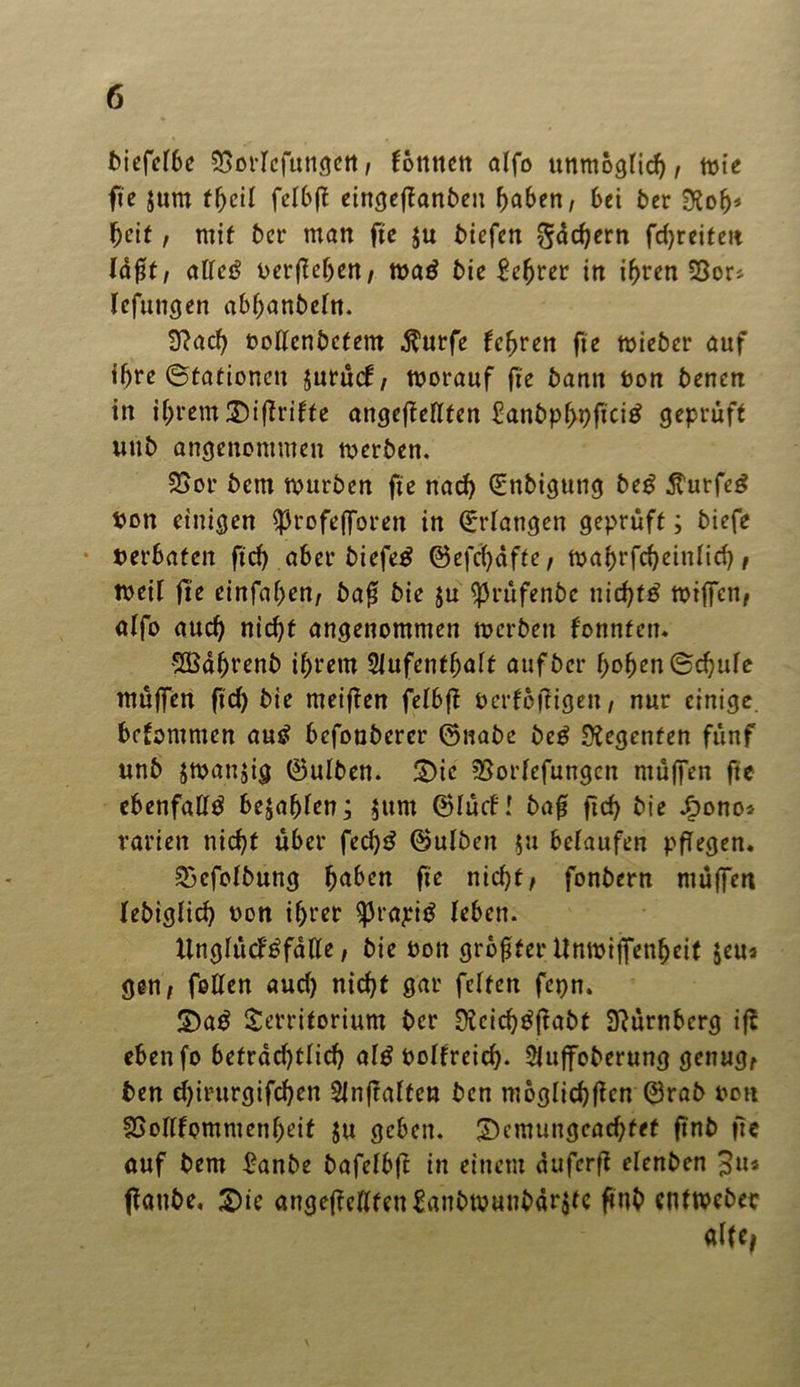 6
dieselbe Vorlesungen, können also unmöglich, wie
sie zum theil selbst eingestanden haben, bei der Roh-
heit, mit der man sie zu diesen Fächern schreiten
läßt, alles verstehen, was die Lehrer in ihren Vor-
lesungen abhandeln.
Nach vollendetem Kurse kehren sie wieder auf
ihre Stationen zurück, worauf sie dann von denen
in ihrem Distrikte angestellten Landphysicis geprüft
und angenommen werden.
Vor dem wurden sie nach Endigung des Kurses
von einigen Professoren in Erlangen geprüft; diese
verbaten sich aber dieses Geschäfte, wahrscheinlich,
weil sie einsahen, daß die zu Prüfende nichts wissen,
also auch nicht angenommen werden konnten.
Während ihrem Aufenthalt auf der hohen Schule
müssen sich die meisten selbst verköstigen, nur einige
bekommen aus besonderer Gnade des Regenten fünf
und zwanzig Gulden. Die Vorlesungen müssen sie
ebenfalls bezahlen; zum Glück! daß sich die Hono-
rarien nicht über sechs Gulden zu belaufen pflegen.
Besoldung haben sie nicht, sondern müssen
lediglich von ihrer Praxis leben.
Unglücksfälle, die von größter Unwissenheit zeu-
gen, sollen auch nicht gar selten seyn.
Das Territorium der Reichsstadt Nürnberg ist
eben so beträchtlich als volkreich. Aufsoderung genug,
den chirurgischen Anstalten den möglichsten Grad von
Vollkommenheit zu geben. Demungeachtet sind sie
auf dem Lande daselbst in einem äuserst elenden Zu-
stande. Die angestellten Landwundärzte sind entweder
alte,